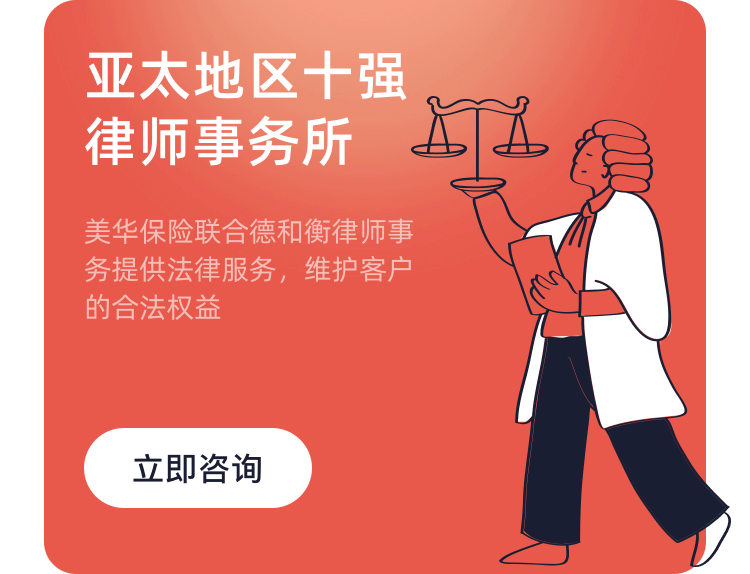 亚太地区十强
律师事务所
美华保险联合德和衡律师事
务提供法律服务，维护客户
的合法权益
立即咨询